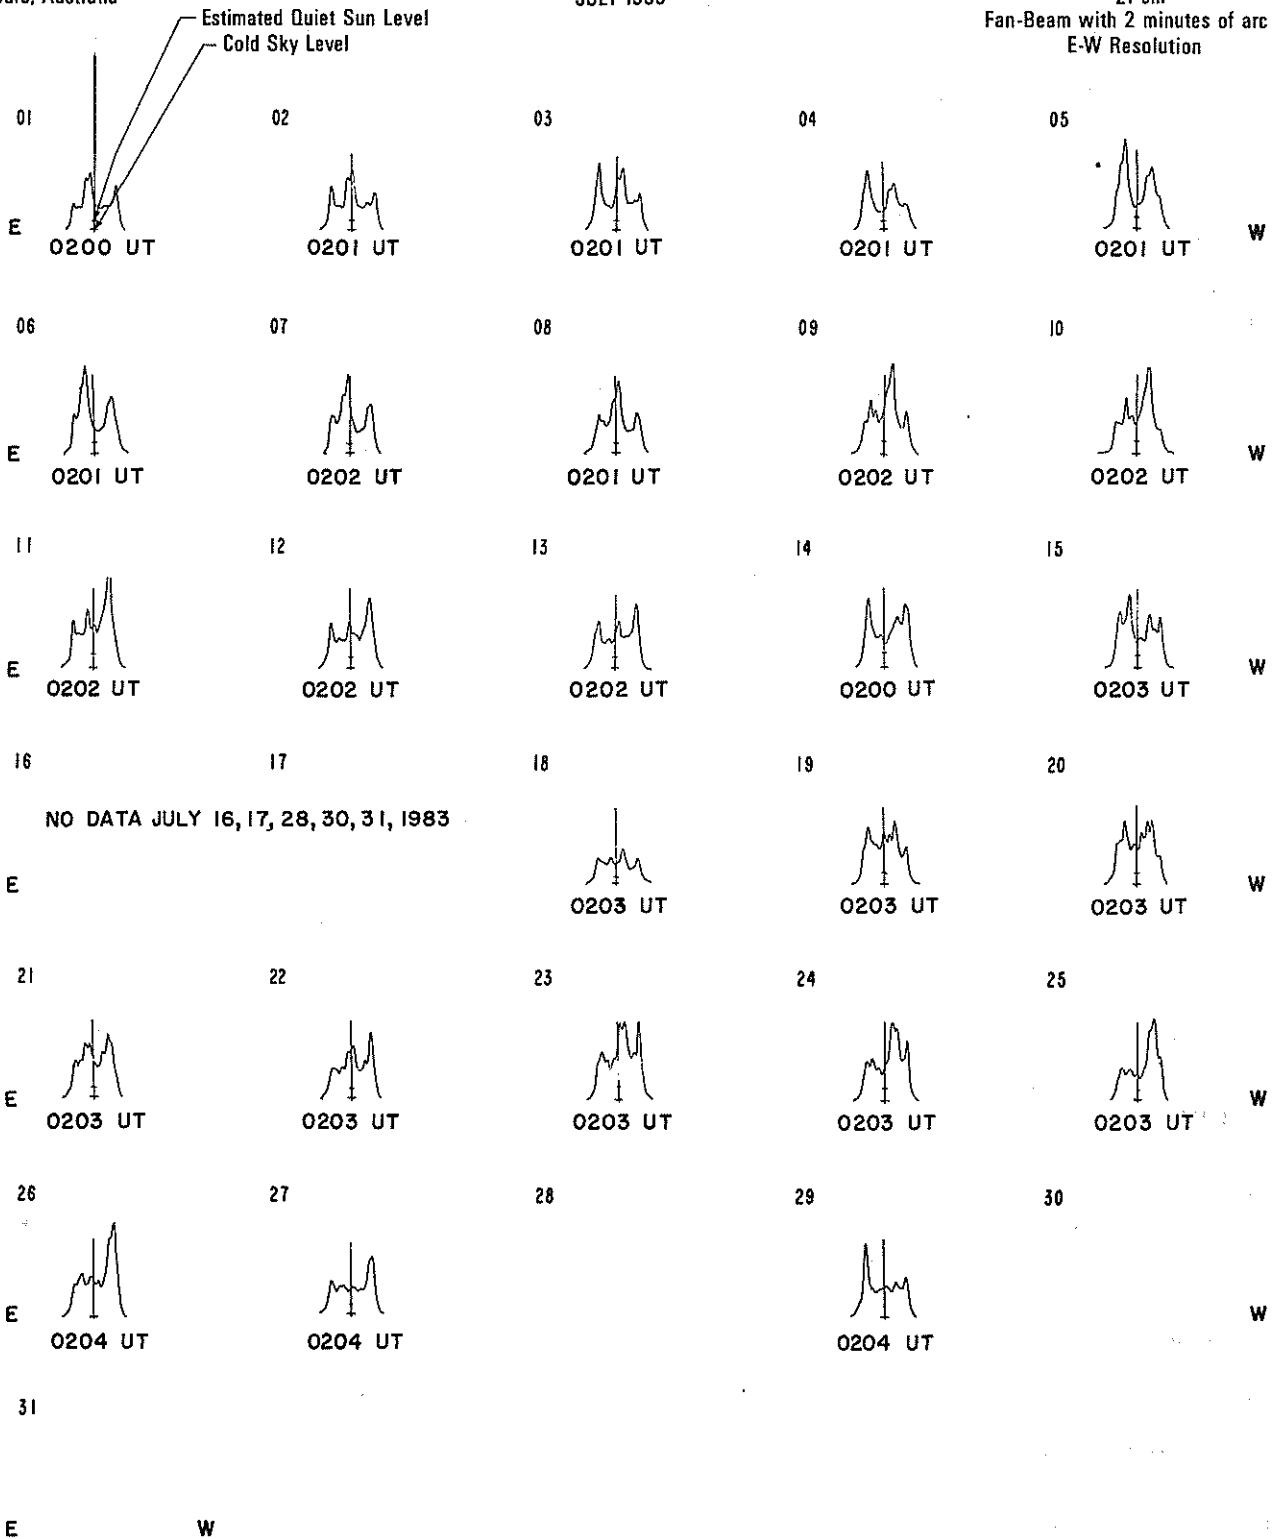 Australia
21 cm
Estimated Quiet Sun Level
Fan-Beam with 2 minutes of arc
Cold Sky Level
E-W Resolution
01 02 03 04 05
E W
0200 UT 0201 UT 0201 UT 0201 UT 0201 UT
06 07 08 09 10
E W
0201 UT 0202 UT 0201 UT 0202 UT 0202 UT
11 12 13 14 15
E W
0202 UT 0202 UT 0202 UT 0200 UT 0203 UT
16 17 18 19 20
NO DATA JULY 16, 17, 28, 30, 31, 1983
E W
0203 UT 0203 UT 0203 UT
21 22 23 24 25
E W
0203 UT 0203 UT 0203 UT 0203 UT 0203 UT
26 27 28 29 30
E W
0204 UT 0204 UT 0204 UT
31
E W